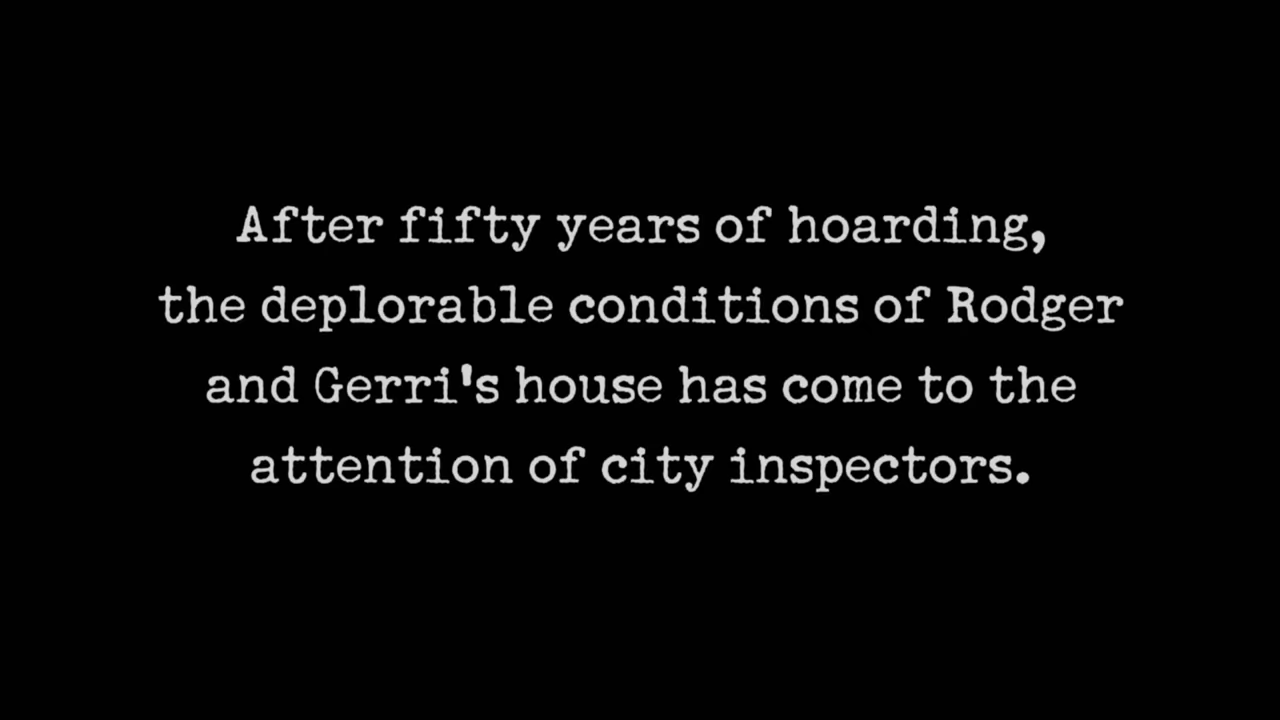 After fifty years of hoarding,
the deplorable conditions of Rodger
and Gerri's house has come to the
attention of city inspectors.